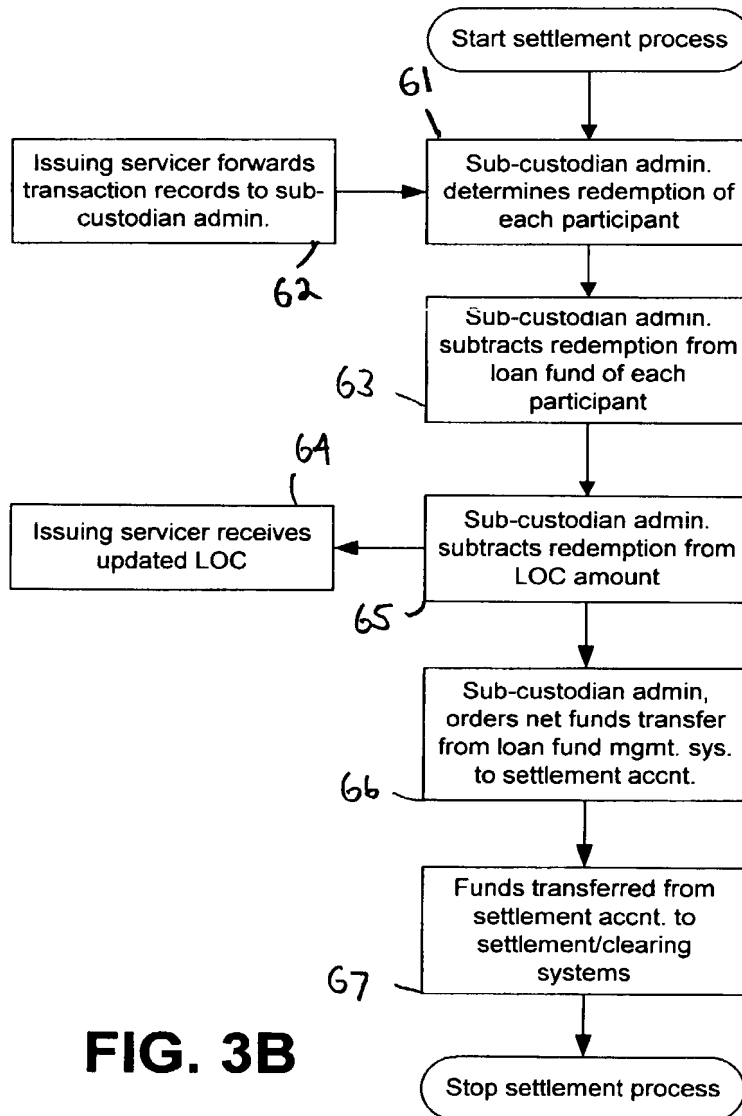 Start settlement process
61
Issuing servicer forwards
transaction records to sub-
custodian admin.
62
Sub-custodian admin.
determines redemption of
each participant
Sub-custodian admin.
subtracts redemption from
loan fund of each
participant
63
64
Issuing servicer receives
updated LOC
Sub-custodian admin.
subtracts redemption from
LOC amount
65
Sub-custodian admin,
orders net funds transfer
from loan fund mgmt. sys.
to settlement accnt.
66
Funds transferred from
settlement accnt. to
settlement/clearing
systems
67
FIG. 3B
Stop settlement process